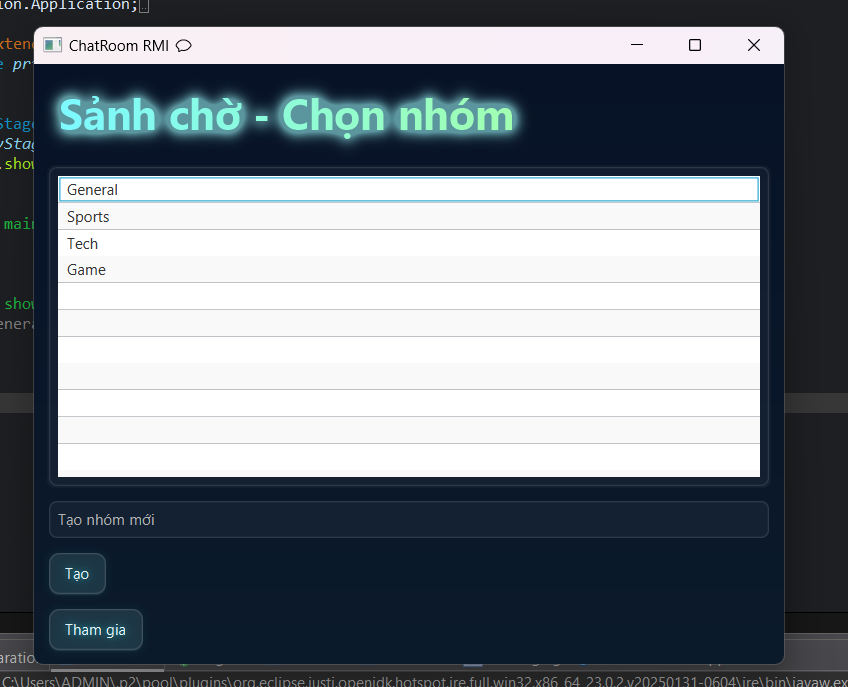 ion.Application;
ChatRoom RMI
Sảnh chờ - Chọn nhóm
General
Sports
Tech
Game
Tạo nhóm mới
Tạo
Tham gia
xtend
e pri
Stage
yStag
.show
main
show
enera
aratio
C:\Users\ADMIN\.p2\pool\plugins\org.eclipse.justj.openjdk.hotspot.jre.full.win32.x86_64_23.0.2.v20250131-0604\jre\bin\javaw.ex